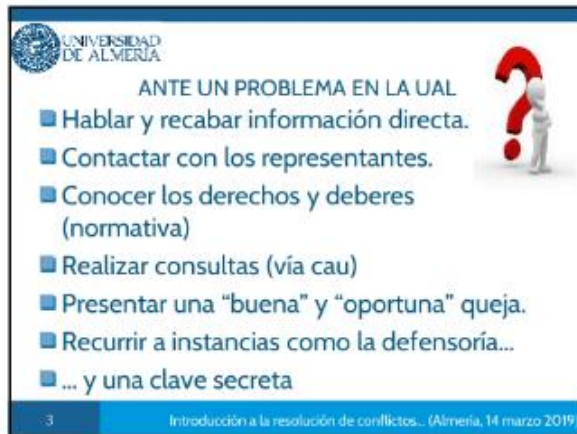 UNIVERSIDAD
DE ALMERÍA
ANTE UN PROBLEMA EN LA UAL
Hablar y recabar información directa.
Contactar con los representantes.
Conocer los derechos y deberes
(normativa)
Realizar consultas (vía cau)
Presentar una “buena” y “oportuna” queja.
Recurrir a instancias como la defensoría...
... y una clave secreta
3
Introducción a la resolución de conflictos... (Almería, 14 marzo 2019